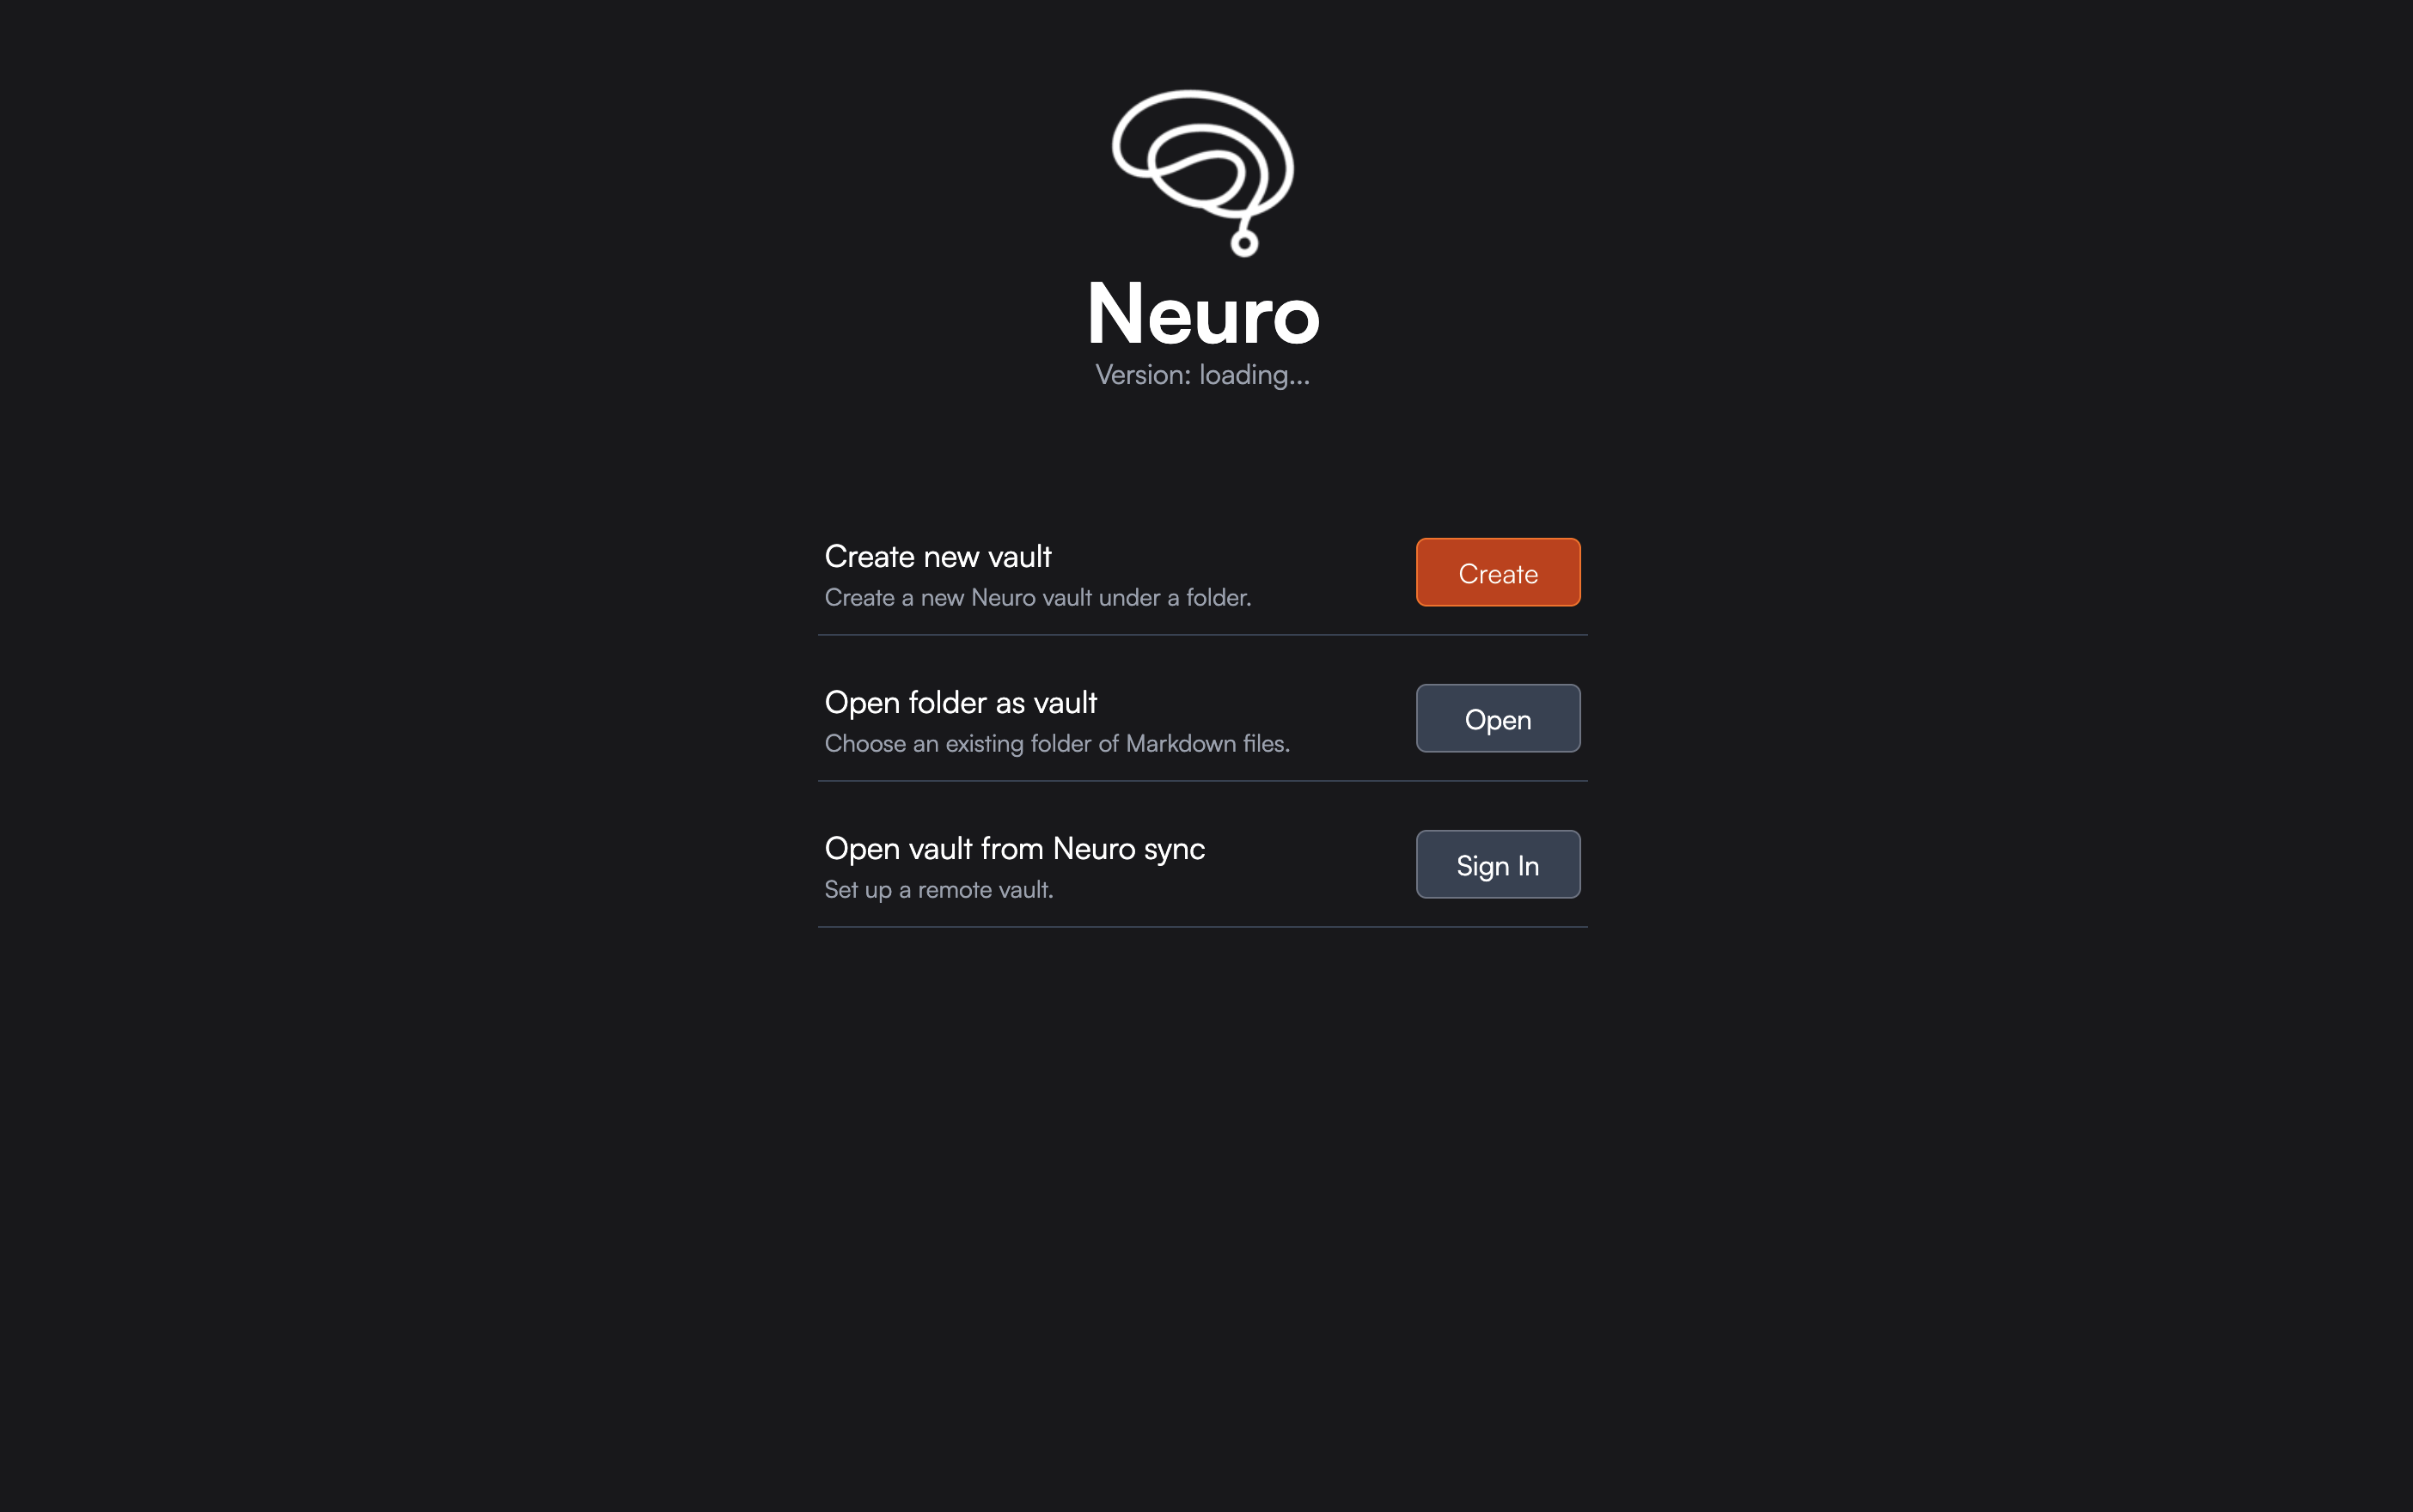 Neuro
Version: loading...
Create new vault
Create a new Neuro vault under a folder.
Create
Open folder as vault
Choose an existing folder of Markdown files.
Open
Open vault from Neuro sync
Set up a remote vault.
Sign In